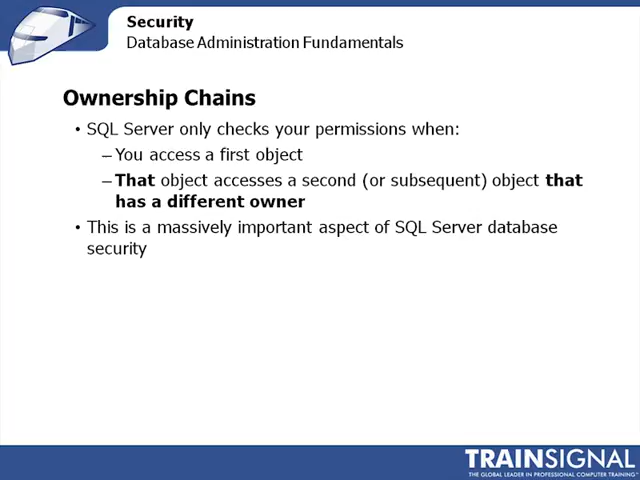 Security
Database Administration Fundamentals
Ownership Chains
• SQL Server only checks your permissions when:
– You access a first object
– That object accesses a second (or subsequent) object that
has a different owner
• This is a massively important aspect of SQL Server database
security
TRAINSIGNAL
THE GLOBAL LEADER IN PROFESSIONAL COMPUTER TRAINING